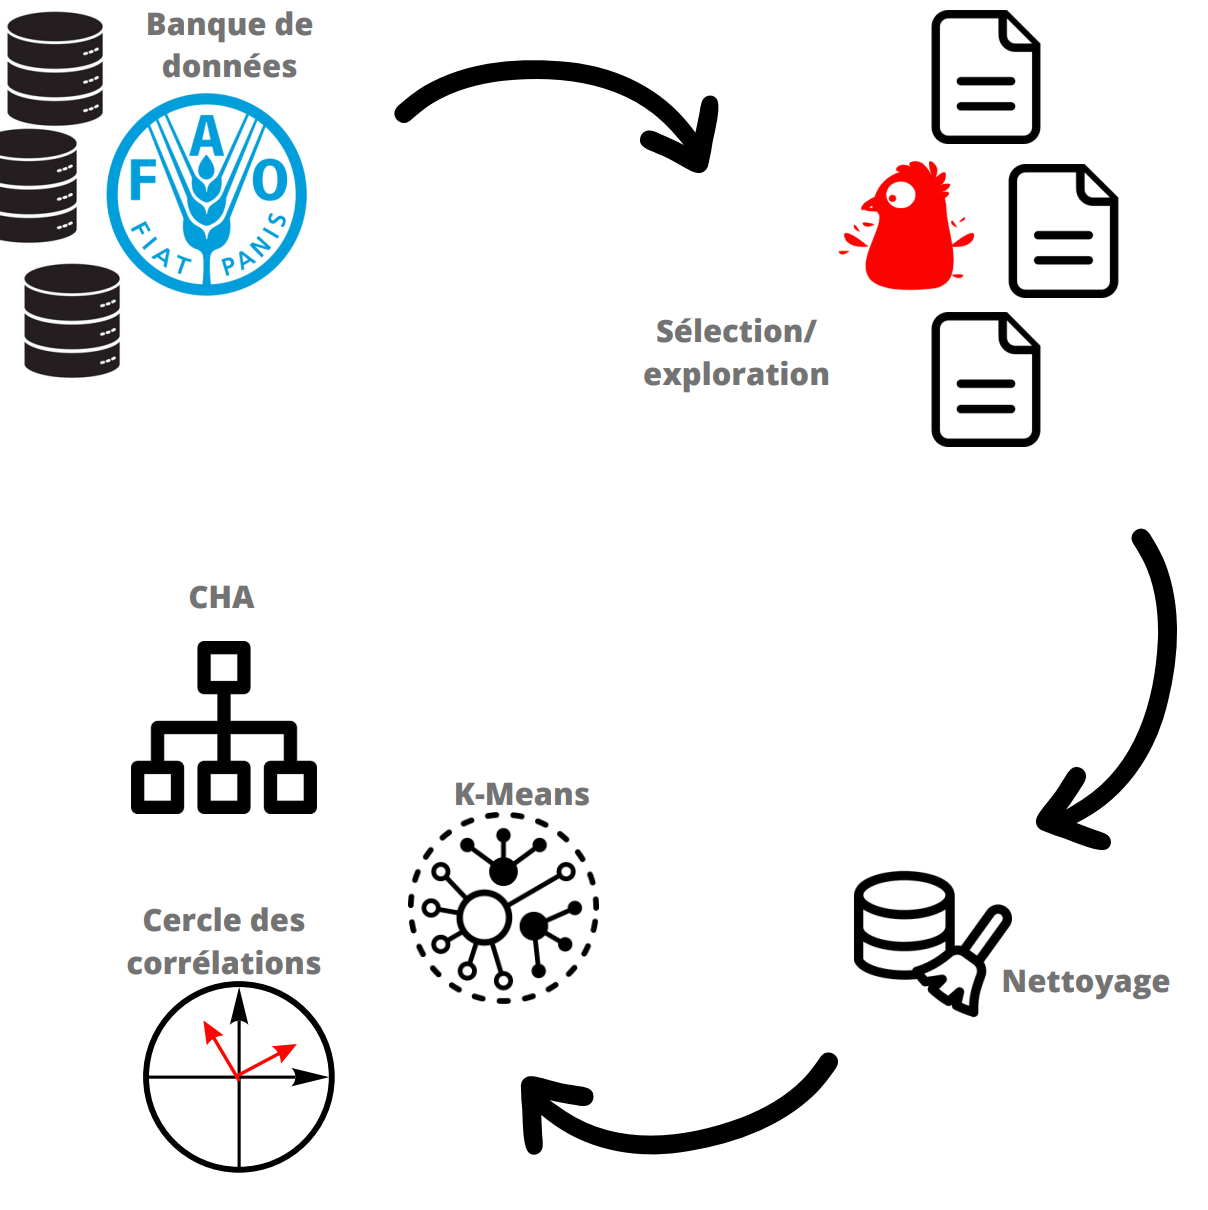 Banque de
données
F A O
FIAT PANIS
Sélection/
exploration
CHA
K-Means
Cercle des
corrélations
Nettoyage